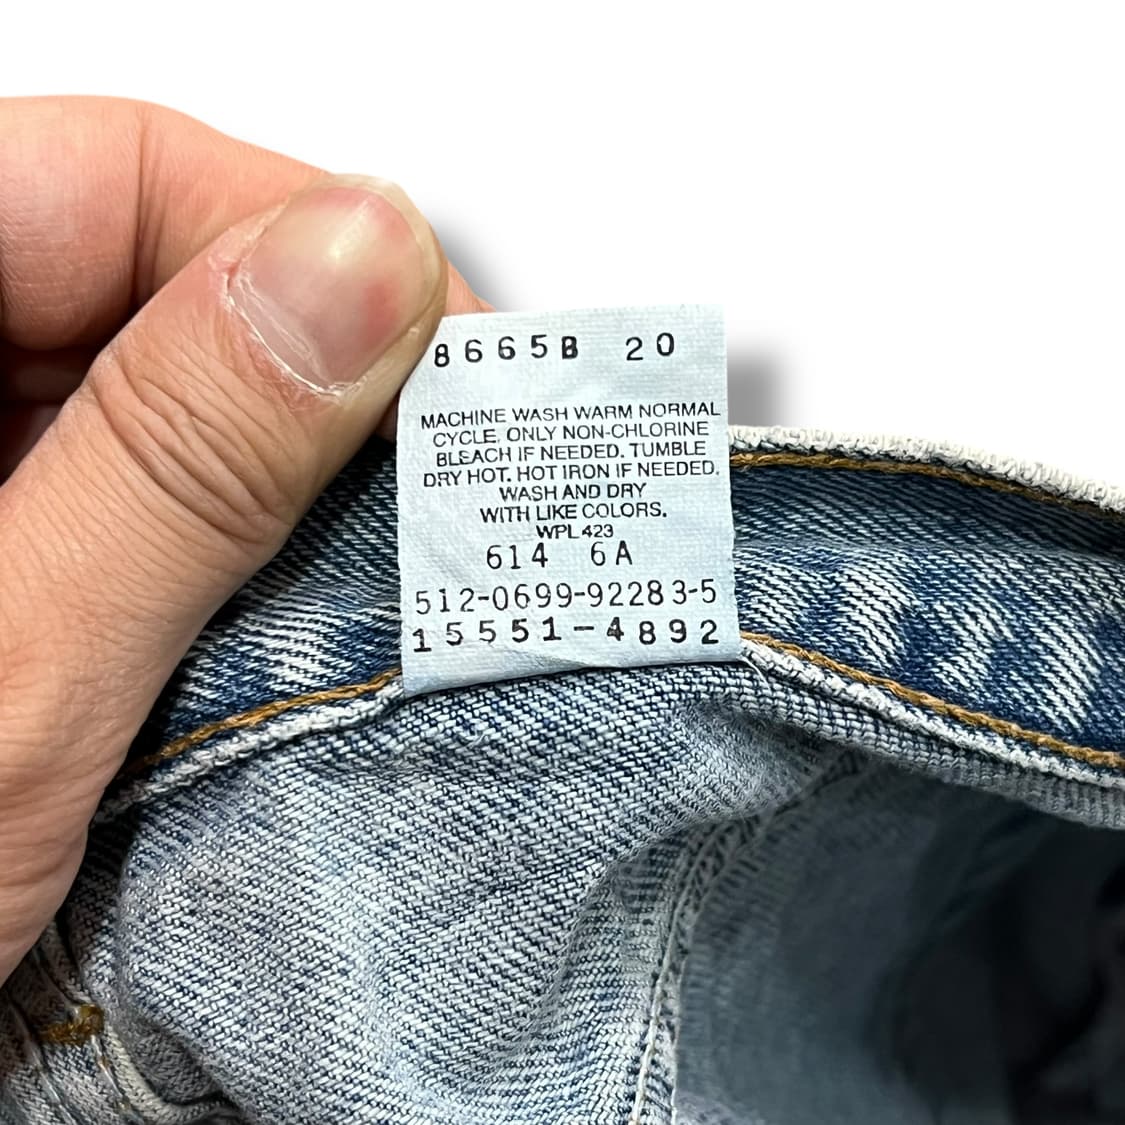 8665B 20
MACHINE WASH WARM NORMAL
CYCLE. ONLY NON-CHLORINE
BLEACH IF NEEDED. TUMBLE
DRY HOT. HOT IRON IF NEEDED.
WASH AND DRY
WITH LIKE COLORS.
WPL 423
614 6A
512-0699-92283-5
15551-4892